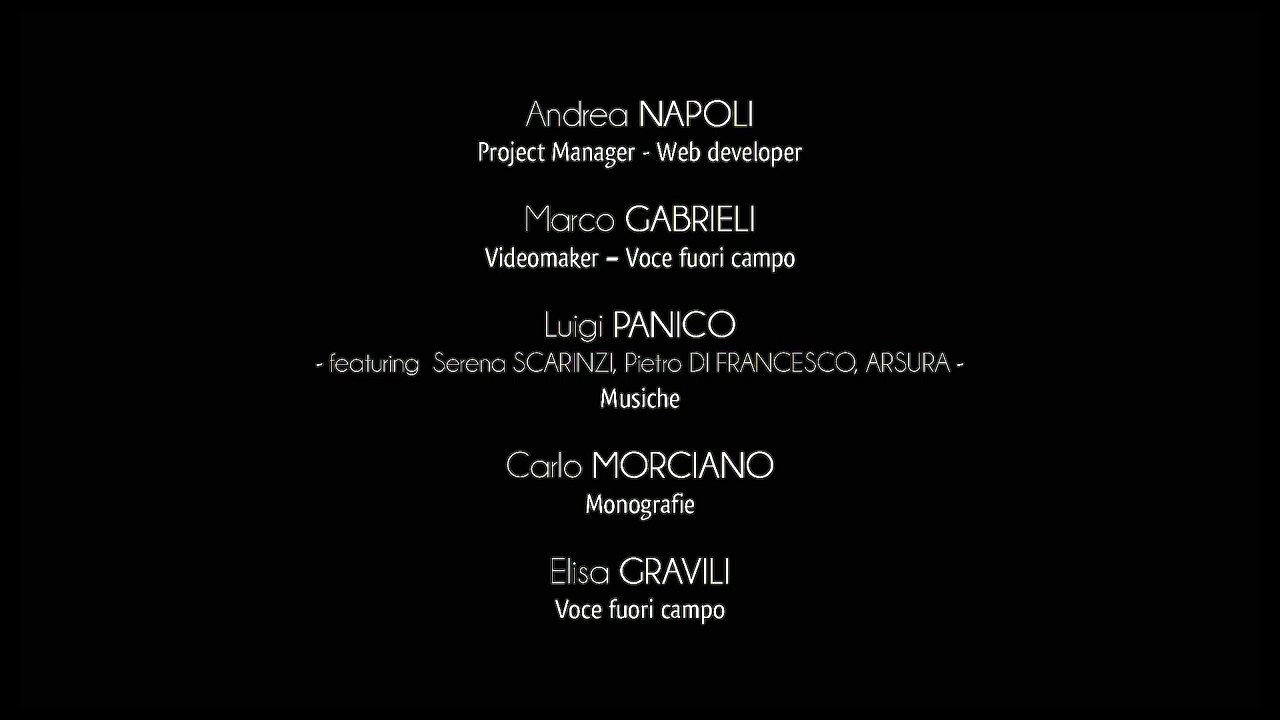 Andrea NAPOLI
Project Manager - Web developer
Marco GABRIELI
Videomaker – Voce fuori campo
Luigi PANICO
- featuring Serena SCARINZI, Pietro DI FRANCESCO, ARSURA -
Musiche
Carlo MORCIANO
Monografie
Elisa GRAVILI
Voce fuori campo